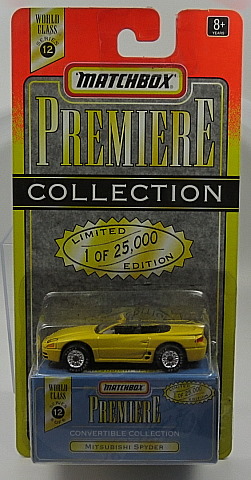 WORLD CLASS
SERIES
12
8+
YEARS
MATCHBOX
PREMIERE
COLLECTION
LIMITED
1 OF 25,000
EDITION
WORLD CLASS
12
MATCHBOX
PREMIERE
CONVERTIBLE COLLECTION
MITSUBISHI SPYDER